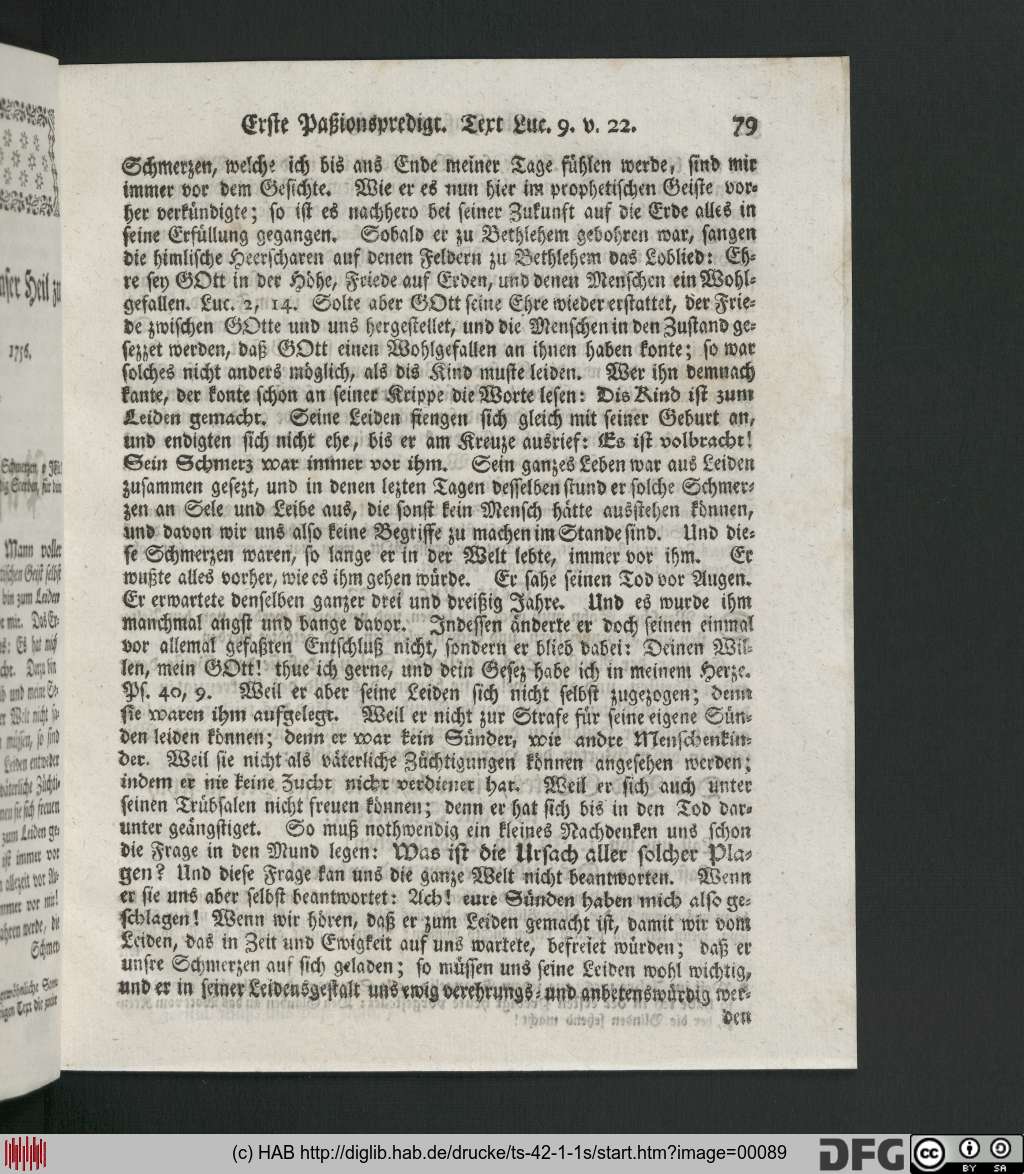 Erste Paßionspredigt. Text Luc. 9. v. 22. 79
Schmerzen, welche ich bis ans Ende meiner Tage fühlen werde, sind mir
immer vor dem Gesichte. Wie er es nun hier im prophetischen Geiste vor-
her verkündigte; so ist es nachhero bei seiner Zukunft auf die Erde alles in
seine Erfüllung gegangen. Sobald er zu Bethlehem gebohren war, sangen
die himlische Heerscharen auf denen Feldern zu Bethlehem das Loblied: Eh-
re sey GOtt in der Höhe, Friede auf Erden, und denen Menschen ein Wohl-
gefallen. Luc. 2, 14. Solte aber GOtt seine Ehre wieder erstattet, der Frie-
de zwischen GOtte und uns hergestellet, und die Menschen in den Zustand ge-
sezzet werden, daß GOtt einen Wohlgefallen an ihnen haben konte; so war
solches nicht anders möglich, als dis Kind muste leiden. Wer ihn demnach
kante, der konte schon an seiner Krippe die Worte lesen: Dis Kind ist zum
Leiden gemacht. Seine Leiden fiengen sich gleich mit seiner Geburt an,
und endigten sich nicht ehe, bis er am Kreuze ausrief: Es ist volbracht!
Sein Schmerz war immer vor ihm. Sein ganzes Leben war aus Leiden
zusammen gesezt, und in denen lezten Tagen desselben stund er solche Schmer-
zen an Sele und Leibe aus, die sonst kein Mensch hätte ausstehen können,
und davon wir uns also keine Begriffe zu machen im Stande sind. Und die-
se Schmerzen waren, so lange er in der Welt lebte, immer vor ihm. Er
wußte alles vorher, wie es ihm gehen würde. Er sahe seinen Tod vor Augen.
Er erwartete denselben ganzer drei und dreißig Jahre. Und es wurde ihm
manchmal angst und bange davor. Indessen änderte er doch seinen einmal
vor allemal gefaßten Entschluß nicht, sondern er blieb dabei: Deinen Wil-
len, mein GOtt! thue ich gerne, und dein Gesez habe ich in meinem Herze.
Ps. 40, 9. Weil er aber seine Leiden sich nicht selbst zugezogen; denn
sie waren ihm aufgelegt. Weil er nicht zur Strafe für seine eigene Sün-
den leiden können; denn er war kein Sünder, wie andre Menschenkin-
der. Weil sie nicht als väterliche Züchtigungen können angesehen werden;
indem er nie keine Zucht nicht verdienet hat. Weil er sich auch unter
seinen Trübsalen nicht freuen können; denn er hat sich bis in den Tod dar-
unter geängstiget. So muß nothwendig ein kleines Nachdenken uns schon
die Frage in den Mund legen: Was ist die Ursach aller solcher Pla-
gen? Und diese Frage kan uns die ganze Welt nicht beantworten. Wenn
er sie uns aber selbst beantwortet: Ach! eure Sünden haben mich also ge-
schlagen! Wenn wir hören, daß er zum Leiden gemacht ist, damit wir vom
Leiden, das in Zeit und Ewigkeit auf uns wartete, befreiet würden; daß er
unsre Schmerzen auf sich geladen; so müssen uns seine Leiden wohl wichtig,
und er in seiner Leidensgestalt uns ewig verehrungs- und anbetenswürdig wer-
den
(c) HAB http://diglib.hab.de/drucke/ts-42-1-1s/start.htm?image=00089
DFG
cc BY SA